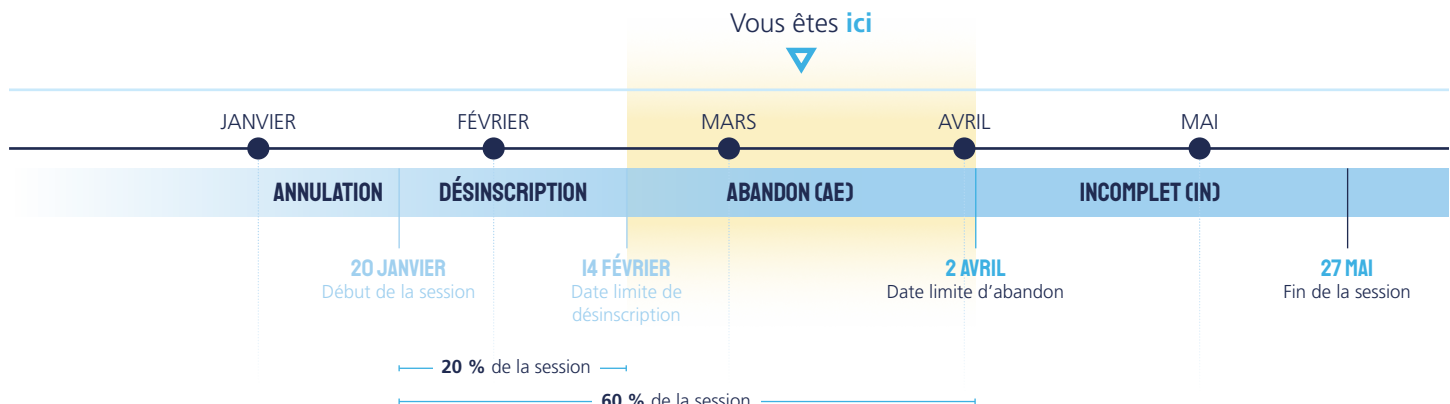 Vous êtes ici
JANVIER
FÉVRIER
MARS
AVRIL
MAI
ANNULATION
DÉSINSCRIPTION
ABANDON (AE)
INCOMPLET (IN)
20 JANVIER
Début de la session
14 FÉVRIER
Date limite de
désinscription
2 AVRIL
Date limite d'abandon
27 MAI
Fin de la session
20 % de la session
60 % de la session